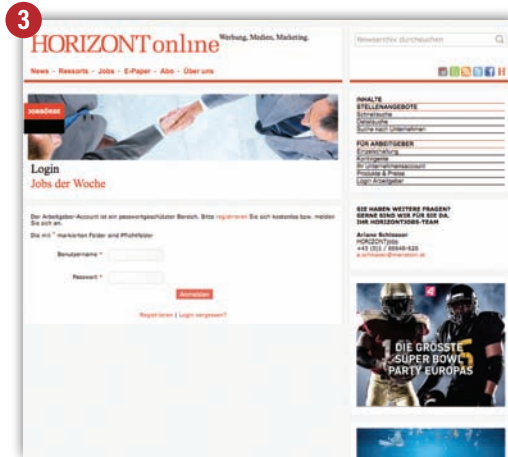 3
HORIZONT online
Werbung, Medien, Marketing.
Newsarchiv durchsuchen
News - Ressorts - Jobs - E-Paper - Abo - Über uns
JOBBÖRSE
Login
Jobs der Woche
Der Arbeitgeber-Account ist ein passwortgeschützter Bereich. Bitte registrieren Sie sich kostenlos bzw. melden
Sie sich an.
Die mit * markierten Felder sind Pflichtfelder
Benutzername *
Passwort *
Anmelden
Registrieren | Login vergessen?
INHALTE
STELLENANGEBOTE
Schnellsuche
Detailsuche
Suche nach Unternehmen
FÜR ARBEITGEBER
Einzelschaltung
Kontingente
Ihr Unternehmensaccount
Produkte & Preise
Login Arbeitgeber
SIE HABEN WEITERE FRAGEN?
GERNE SIND WIR FÜR SIE DA.
IHR HORIZONTJOBS-TEAM
Ariane Schlosser
HORIZONTjobs
a.schlosser@manstein.at
4
DIE GRÖSSTE
SUPER BOWL
PARTY EUROPAS